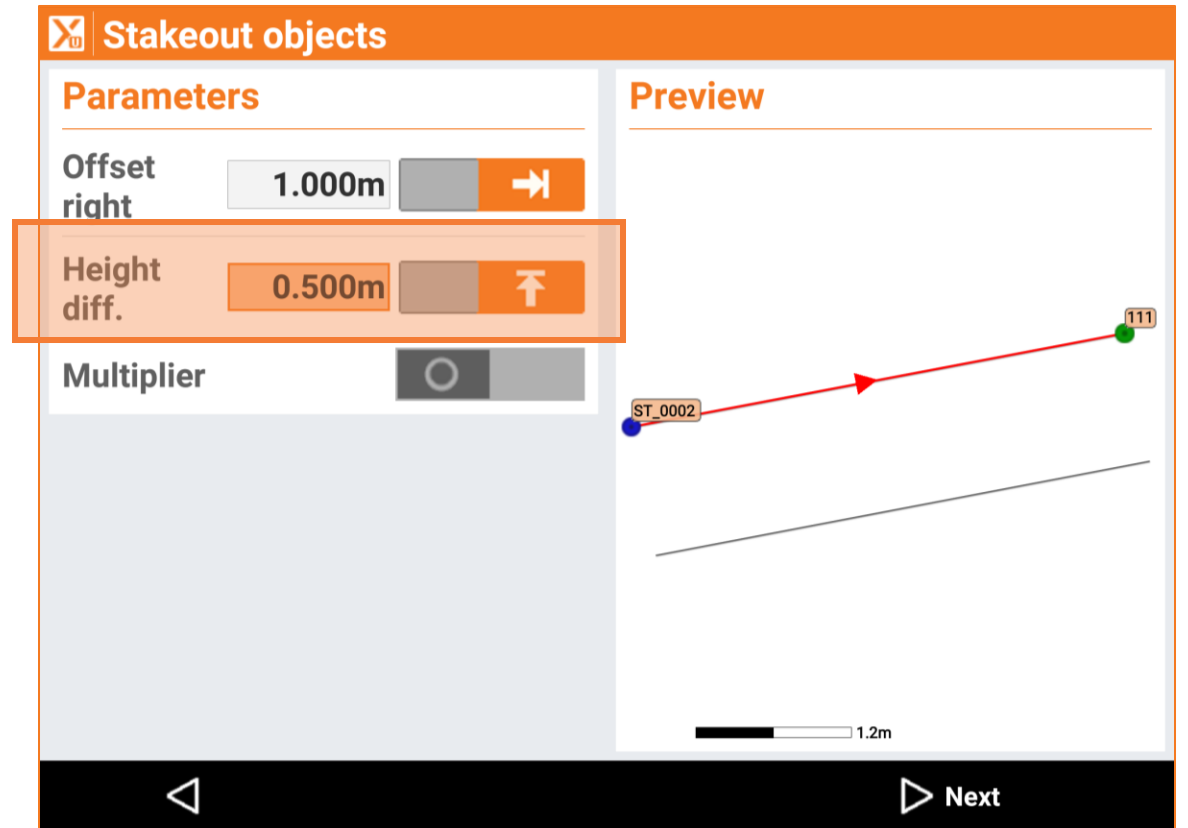 Stakeout objects
Parameters
Offset
right
1.000m
Height
diff.
0.500m
Multiplier
Preview
111
ST_0002
1.2m
Next